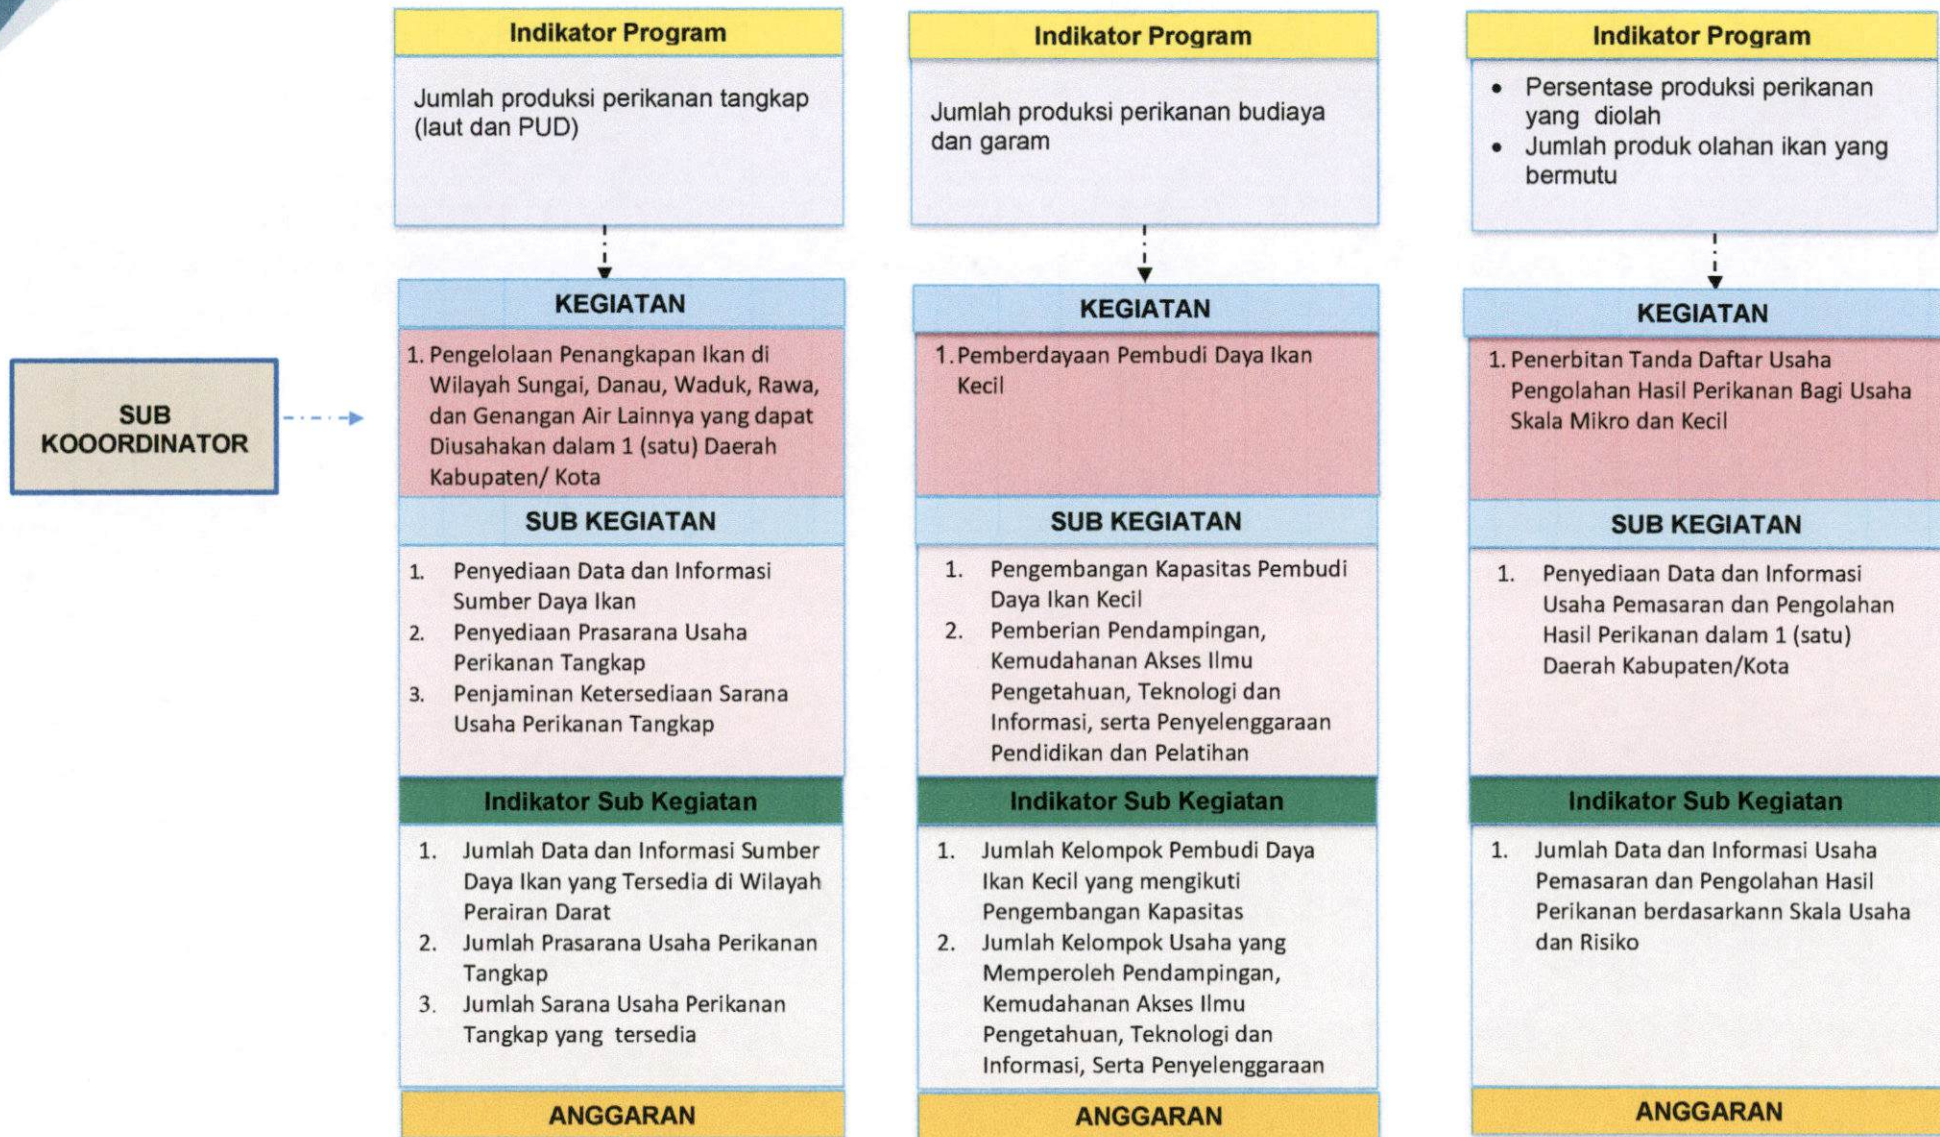 SUB
KOOORDINATOR
Indikator Program
Jumlah produksi perikanan tangkap
(laut dan PUD)
KEGIATAN
1. Pengelolaan Penangkapan Ikan di
Wilayah Sungai, Danau, Waduk, Rawa,
dan Genangan Air Lainnya yang dapat
Diusahakan dalam 1 (satu) Daerah
Kabupaten/ Kota
SUB KEGIATAN
1. Penyediaan Data dan Informasi
Sumber Daya Ikan
2. Penyediaan Prasarana Usaha
Perikanan Tangkap
3. Penjaminan Ketersediaan Sarana
Usaha Perikanan Tangkap
Indikator Sub Kegiatan
1. Jumlah Data dan Informasi Sumber
Daya Ikan yang Tersedia di Wilayah
Perairan Darat
2. Jumlah Prasarana Usaha Perikanan
Tangkap
3. Jumlah Sarana Usaha Perikanan
Tangkap yang tersedia
ANGGARAN
Indikator Program
Jumlah produksi perikanan budiaya
dan garam
KEGIATAN
1. Pemberdayaan Pembudi Daya Ikan
Kecil
SUB KEGIATAN
1. Pengembangan Kapasitas Pembudi
Daya Ikan Kecil
2. Pemberian Pendampingan,
Kemudahanan Akses Ilmu
Pengetahuan, Teknologi dan
Informasi, serta Penyelenggaraan
Pendidikan dan Pelatihan
Indikator Sub Kegiatan
1. Jumlah Kelompok Pembudi Daya
Ikan Kecil yang mengikuti
Pengembangan Kapasitas
2. Jumlah Kelompok Usaha yang
Memperoleh Pendampingan,
Kemudahanan Akses Ilmu
Pengetahuan, Teknologi dan
Informasi, Serta Penyelenggaraan
ANGGARAN
Indikator Program
• Persentase produksi perikanan
yang diolah
• Jumlah produk olahan ikan yang
bermutu
KEGIATAN
1. Penerbitan Tanda Daftar Usaha
Pengolahan Hasil Perikanan Bagi Usaha
Skala Mikro dan Kecil
SUB KEGIATAN
1. Penyediaan Data dan Informasi
Usaha Pemasaran dan Pengolahan
Hasil Perikanan dalam 1 (satu)
Daerah Kabupaten/Kota
Indikator Sub Kegiatan
1. Jumlah Data dan Informasi Usaha
Pemasaran dan Pengolahan Hasil
Perikanan berdasarkann Skala Usaha
dan Risiko
ANGGARAN